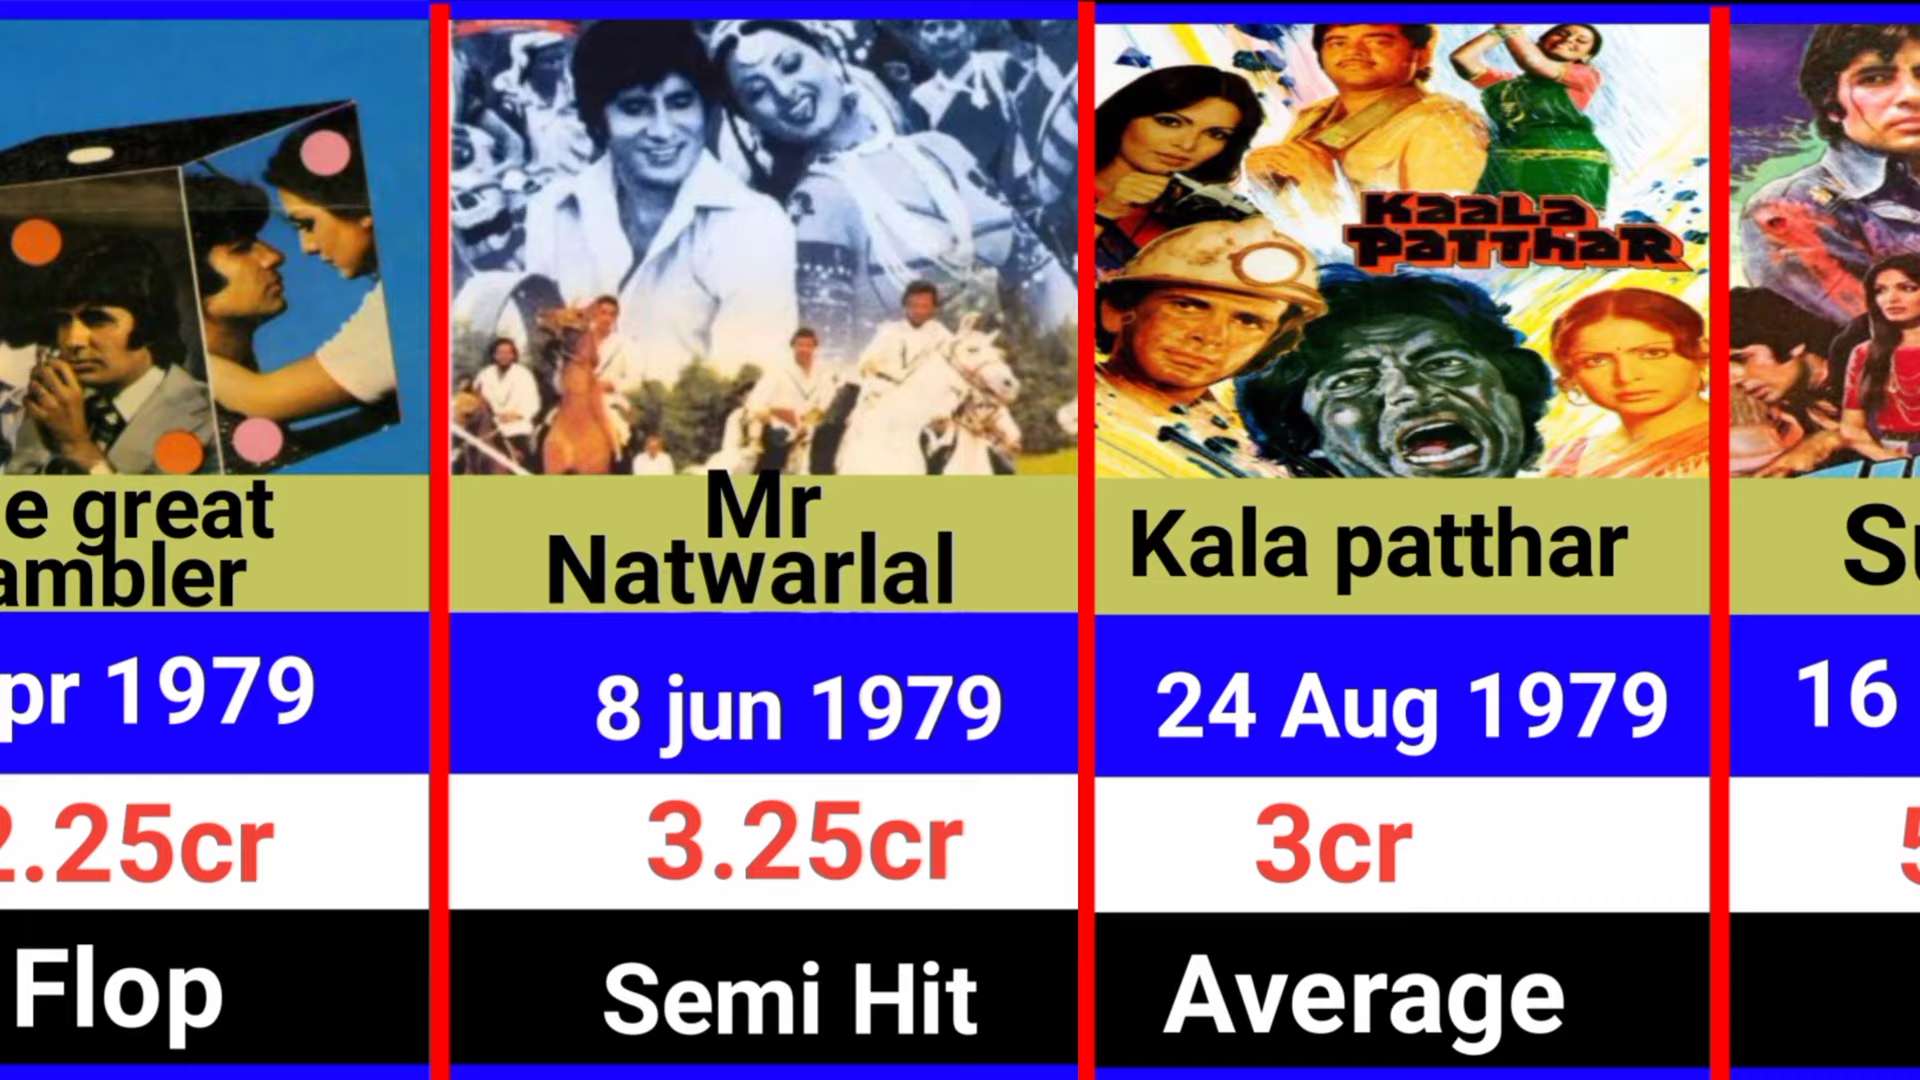 e great
ambler
pr 1979
2.25cr
Flop
KaaLa
PaTThaR
Mr
Natwarlal
8 jun 1979
3.25cr
Semi Hit
Kala patthar
24 Aug 1979
3cr
Average
16